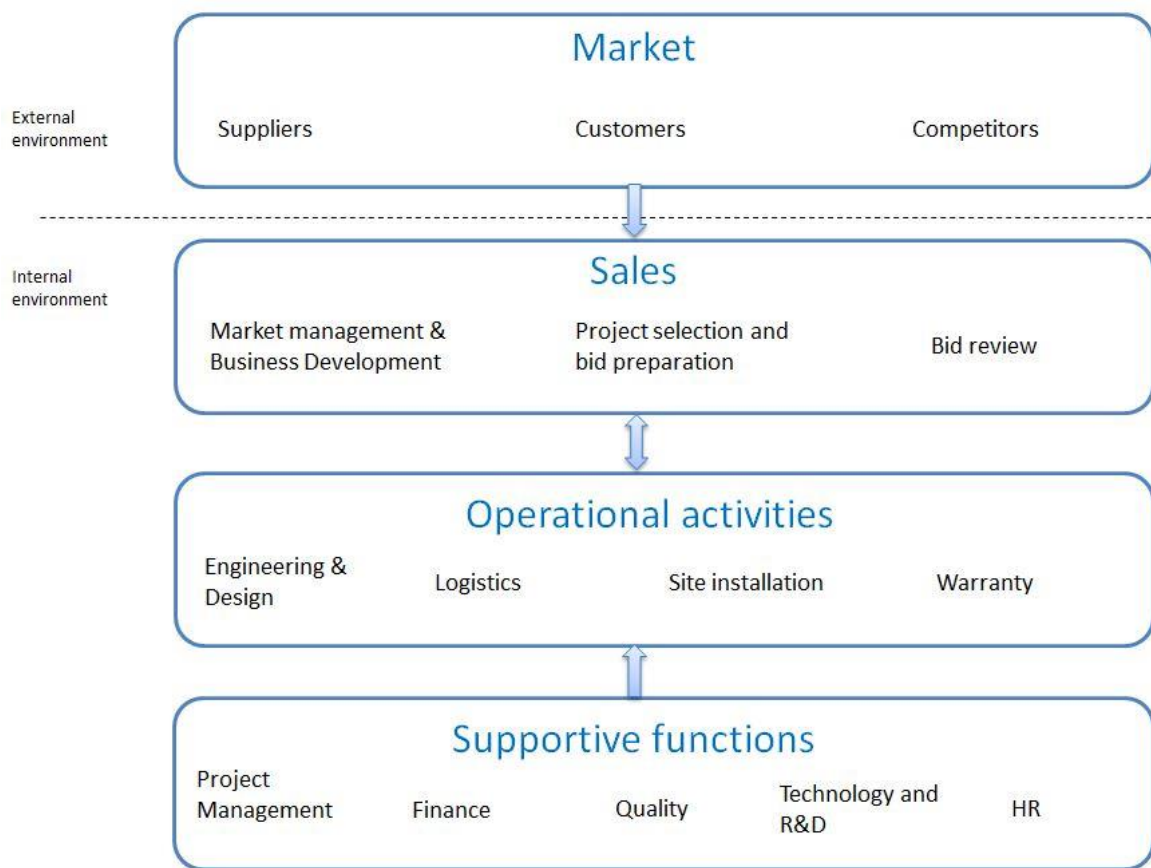 Market
External
environment
Suppliers
Customers
Competitors
Internal
environment
Sales
Market management &
Business Development
Project selection and
bid preparation
Bid review
Operational activities
Engineering &
Design
Logistics
Site installation
Warranty
Supportive functions
Project
Management
Finance
Quality
Technology and
R&D
HR